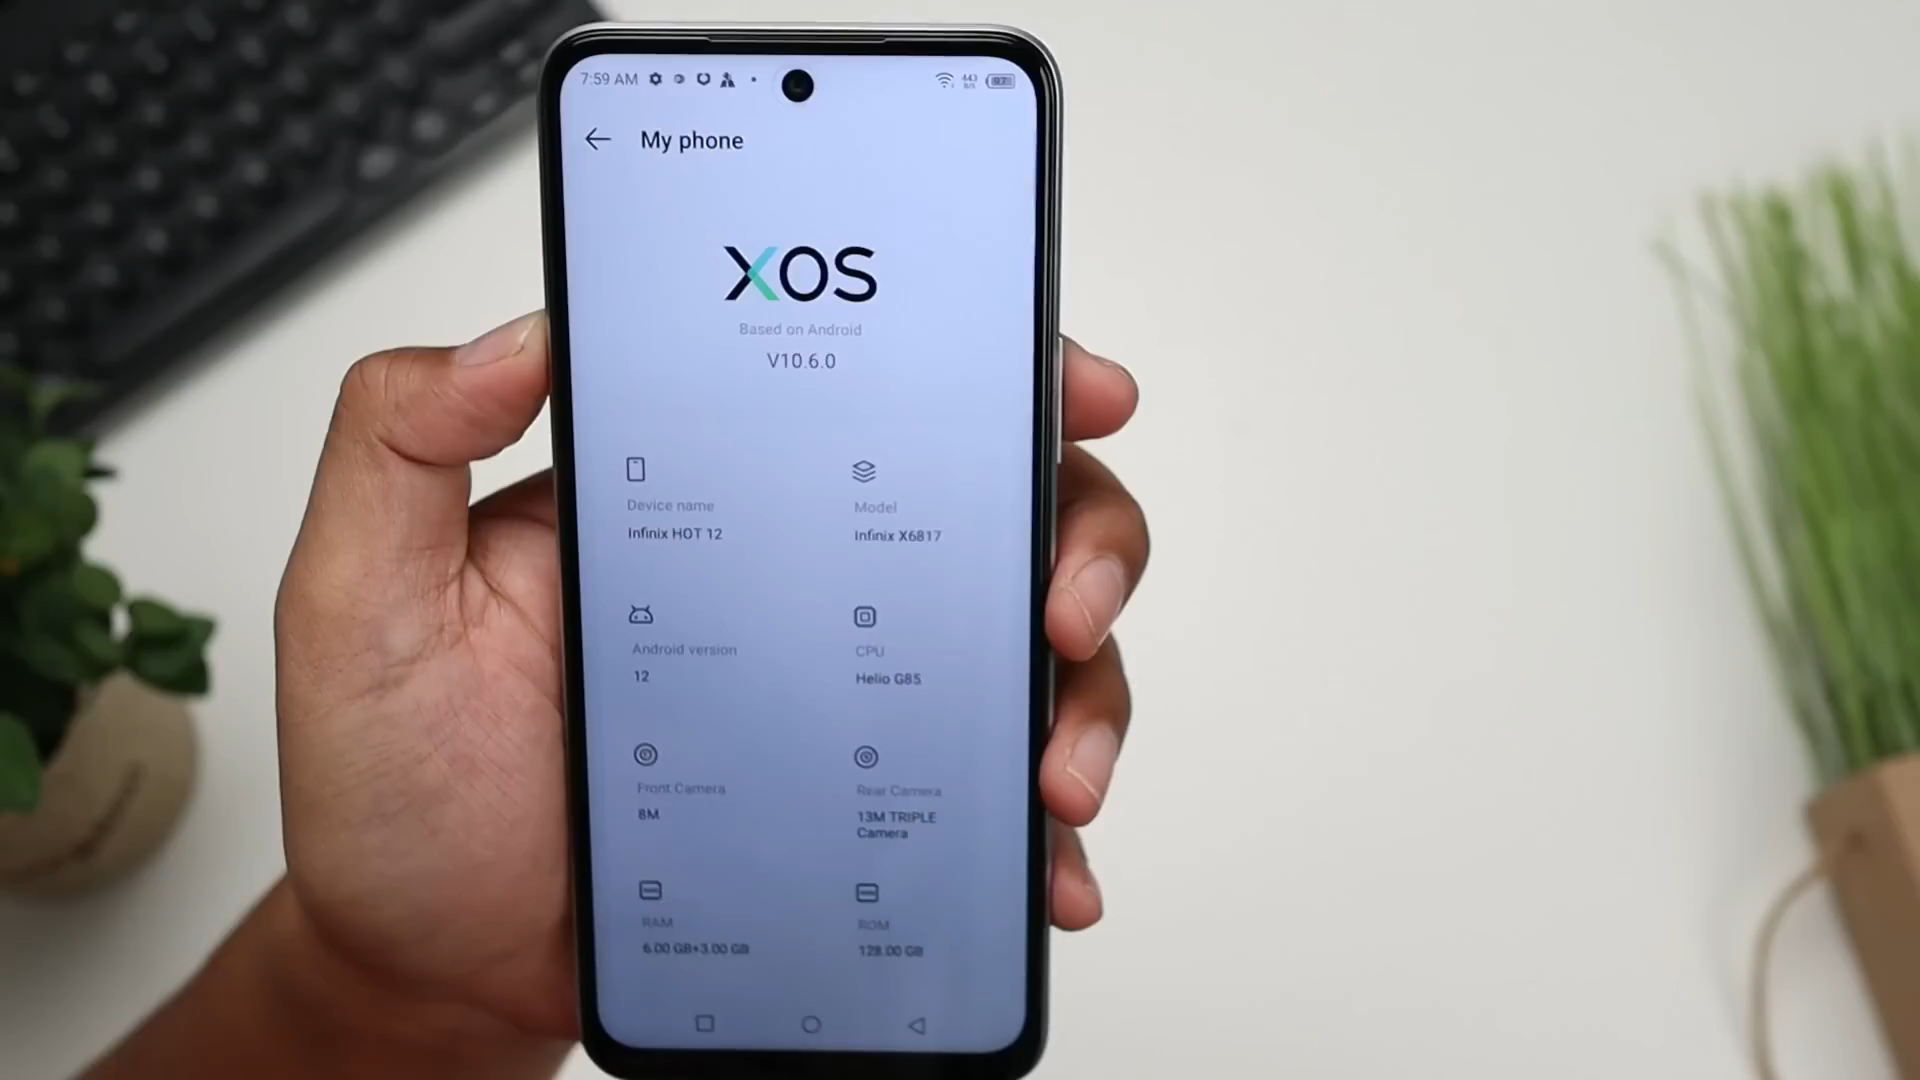 7:59 AM
443
B/S
97
My phone
XOS
Based on Android
V10.6.0
Device name
Infinix HOT 12
Model
Infinix X6817
Android version
12
CPU
Helio G85
Front Camera
8M
Rear Camera
13M TRIPLE
Camera
RAM
6.00 GB+3.00 GB
ROM
128.00 GB